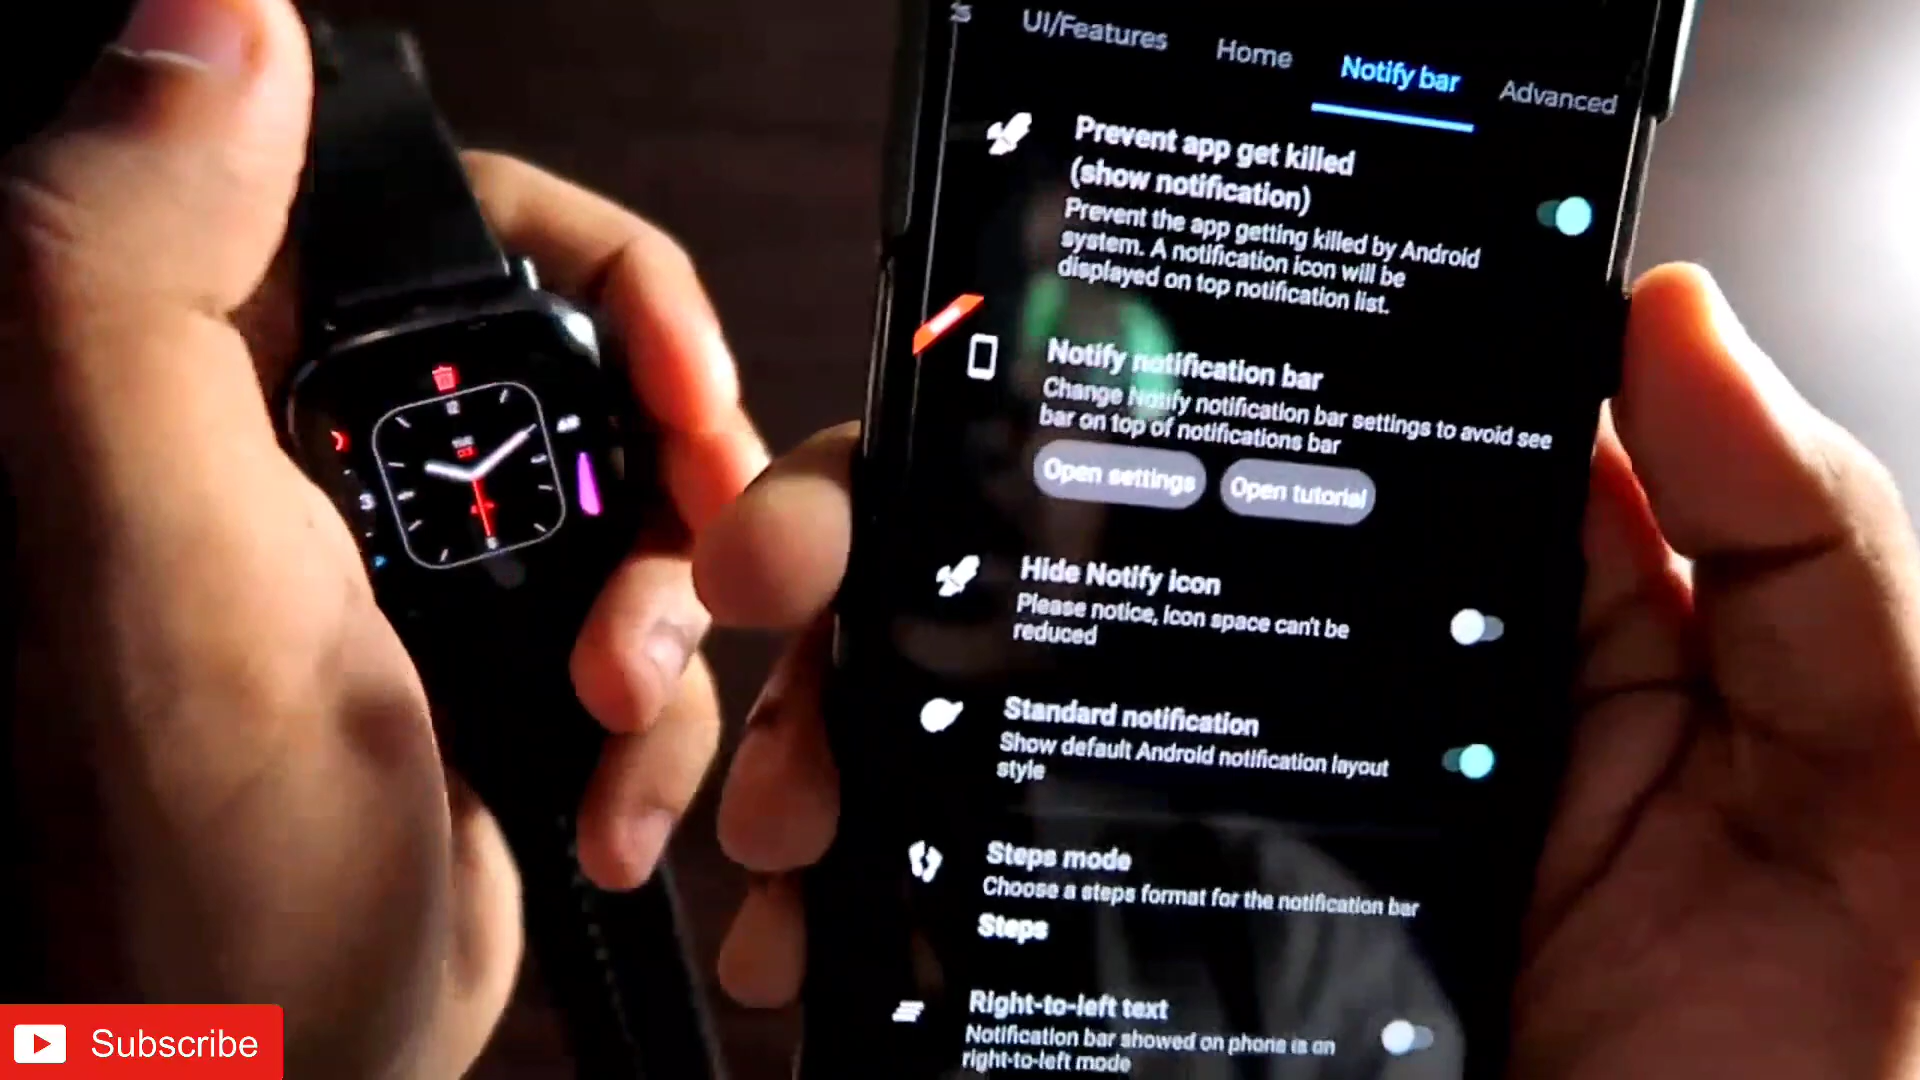 UI/Features Home Notify bar Advanced
Prevent app get killed
(show notification)
Prevent the app getting killed by Android
system. A notification icon will be
displayed on top notification list.
Notify notification bar
Change Notify notification bar settings to avoid see
bar on top of notifications bar
Open settings Open tutorial
Hide Notify icon
Please notice, icon space can't be
reduced
Standard notification
Show default Android notification layout
style
Steps mode
Choose a steps format for the notification bar
Steps
Right-to-left text
Notification bar showed on phone is on
right-to-left mode
12
3
6
Subscribe